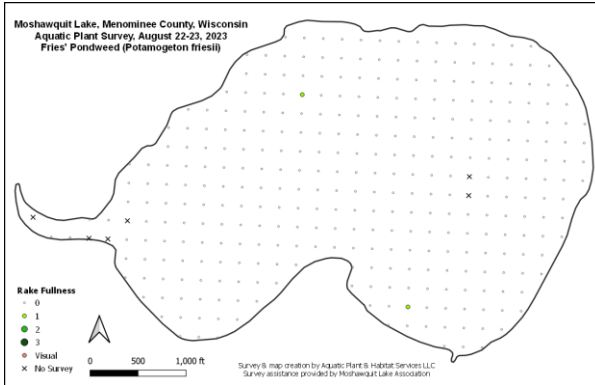 Moshawquit Lake, Menominee County, Wisconsin
Aquatic Plant Survey, August 22-23, 2023
Fries' Pondweed (Potamogeton friesii)
Rake Fullness
0
1
2
3
Visual
No Survey
0 500 1,000 ft
Survey & map creation by Aquatic Plant & Habitat Services LLC
Survey assistance provided by Moshawquit Lake Association